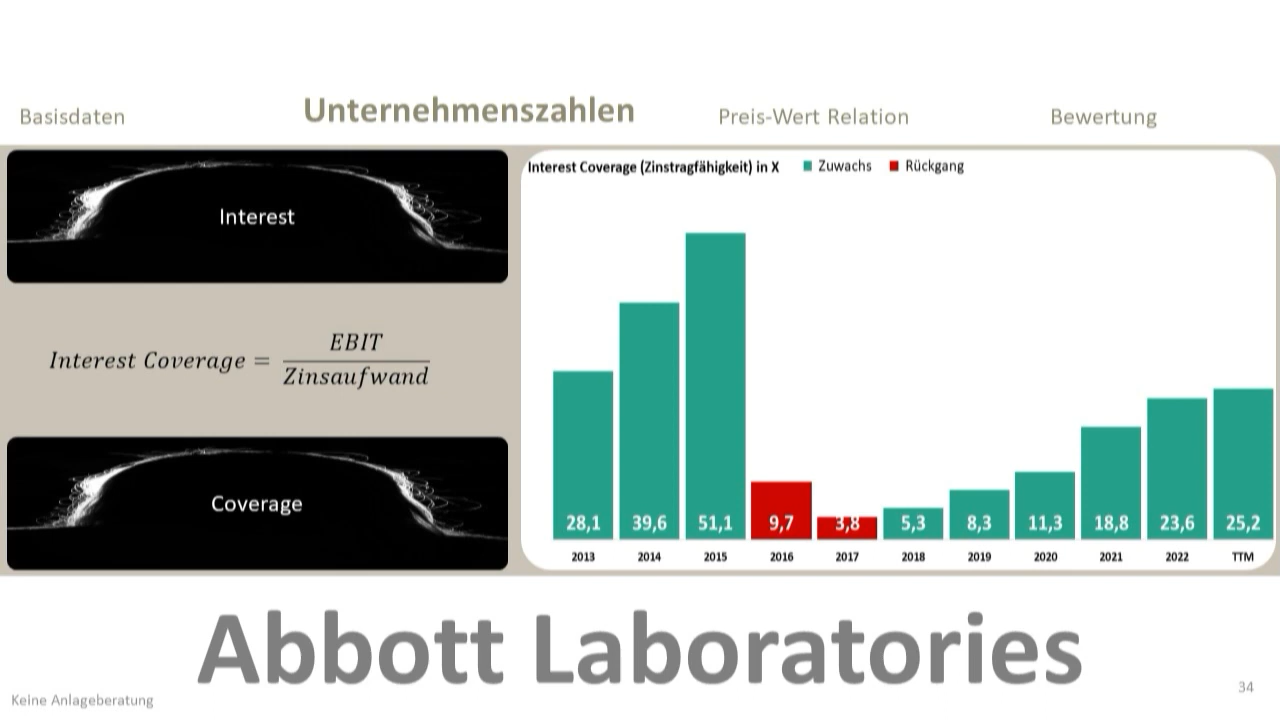 Basisdaten
Unternehmenszahlen
Preis-Wert Relation
Bewertung
Interest
Interest Coverage = EBIT / Zinsaufwand
Coverage
Interest Coverage (Zinstragfähigkeit) in X Zuwachs Rückgang
28,1 39,6 51,1 9,7 3,8 5,3 8,3 11,3 18,8 23,6 25,2
2013 2014 2015 2016 2017 2018 2019 2020 2021 2022 TTM
Abbott Laboratories
Keine Anlageberatung
34